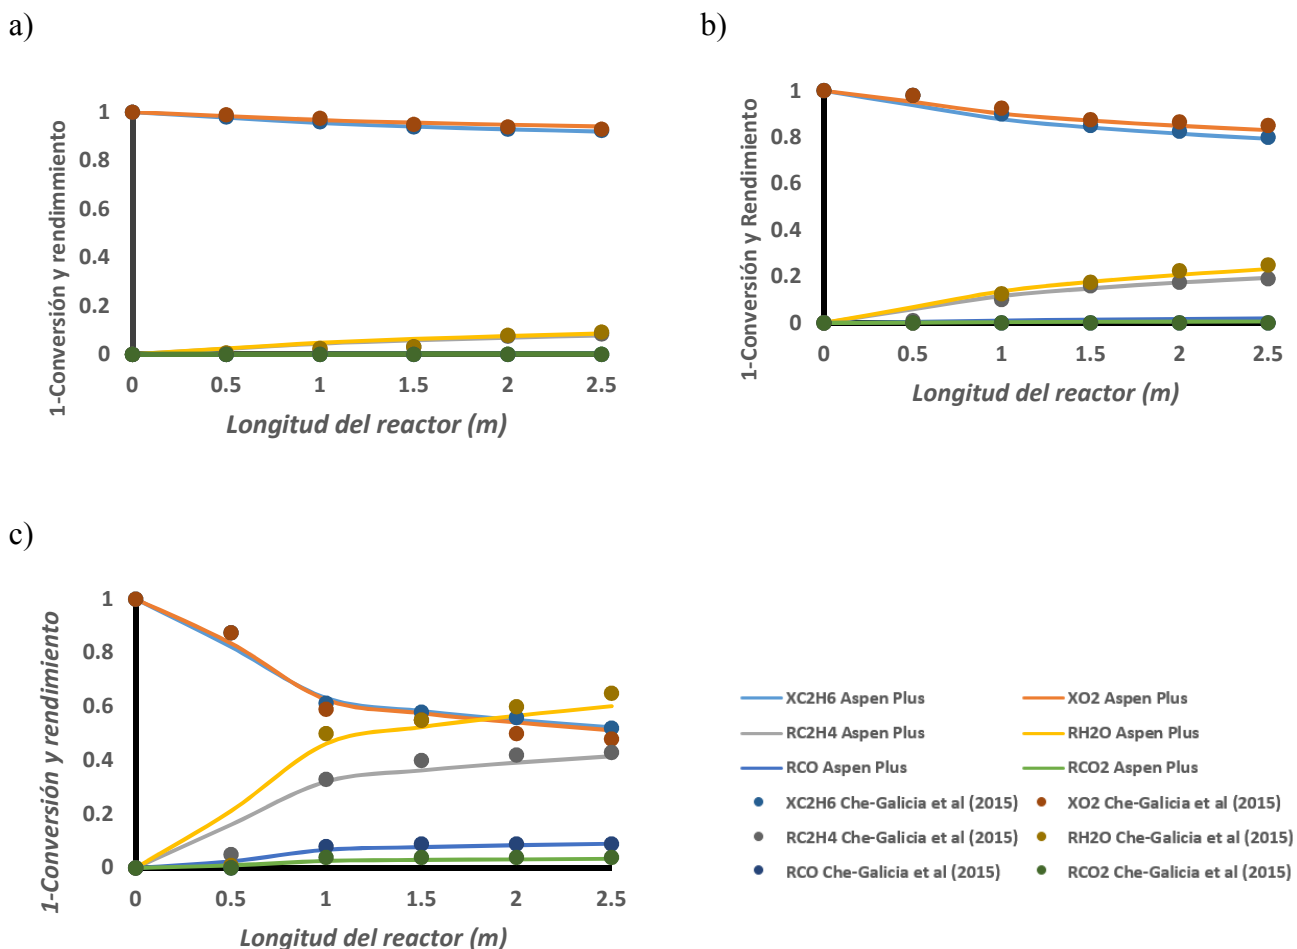 a)
1-Conversión y rendimmiento
1
0.8
0.6
0.4
0.2
0
0 0.5 1 1.5 2 2.5
Longitud del reactor (m)
b)
1-Conversión y Rendimiento
1
0.8
0.6
0.4
0.2
0
0 0.5 1 1.5 2 2.5
Longitud del reactor (m)
c)
1-Conversión y rendimiento
1
0.8
0.6
0.4
0.2
0
0 0.5 1 1.5 2 2.5
Longitud del reactor (m)
XC2H6 Aspen Plus XO2 Aspen Plus
RC2H4 Aspen Plus RH2O Aspen Plus
RCO Aspen Plus RCO2 Aspen Plus
XC2H6 Che-Galicia et al (2015) XO2 Che-Galicia et al (2015)
RC2H4 Che-Galicia et al (2015) RH2O Che-Galicia et al (2015)
RCO Che-Galicia et al (2015) RCO2 Che-Galicia et al (2015)